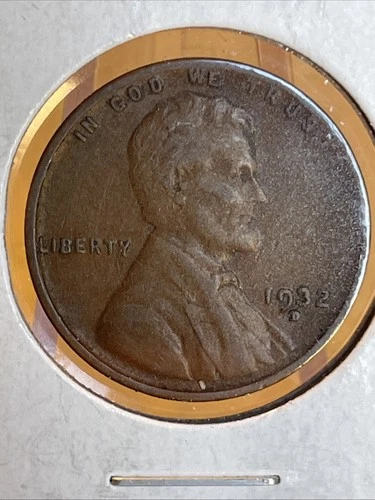 IN GOD WE TRUST
LIBERTY
1932
D